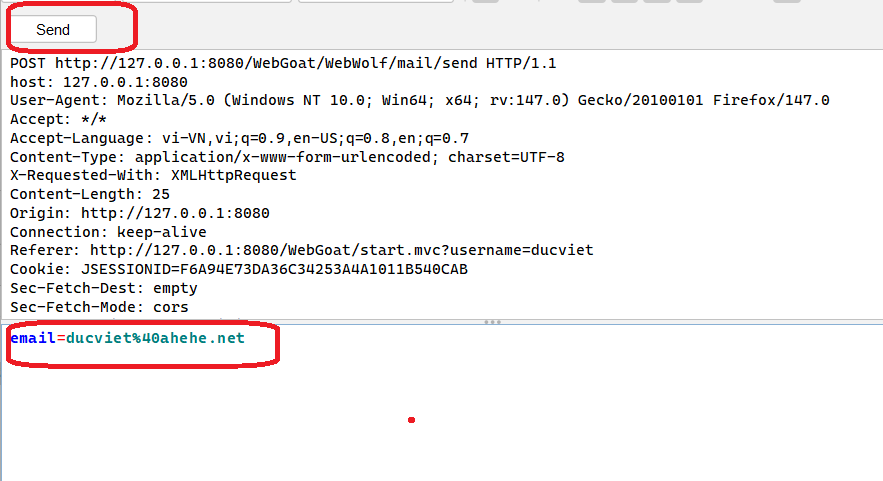 Send
POST http://127.0.0.1:8080/WebGoat/WebWolf/mail/send HTTP/1.1
host: 127.0.0.1:8080
User-Agent: Mozilla/5.0 (Windows NT 10.0; Win64; x64; rv:147.0) Gecko/20100101 Firefox/147.0
Accept: */*
Accept-Language: vi-VN,vi;q=0.9,en-US;q=0.8,en;q=0.7
Content-Type: application/x-www-form-urlencoded; charset=UTF-8
X-Requested-With: XMLHttpRequest
Content-Length: 25
Origin: http://127.0.0.1:8080
Connection: keep-alive
Referer: http://127.0.0.1:8080/WebGoat/start.mvc?username=ducviet
Cookie: JSESSIONID=F6A94E73DA36C34253A4A1011B540CAB
Sec-Fetch-Dest: empty
Sec-Fetch-Mode: cors
email=ducviet%40ahehe.net